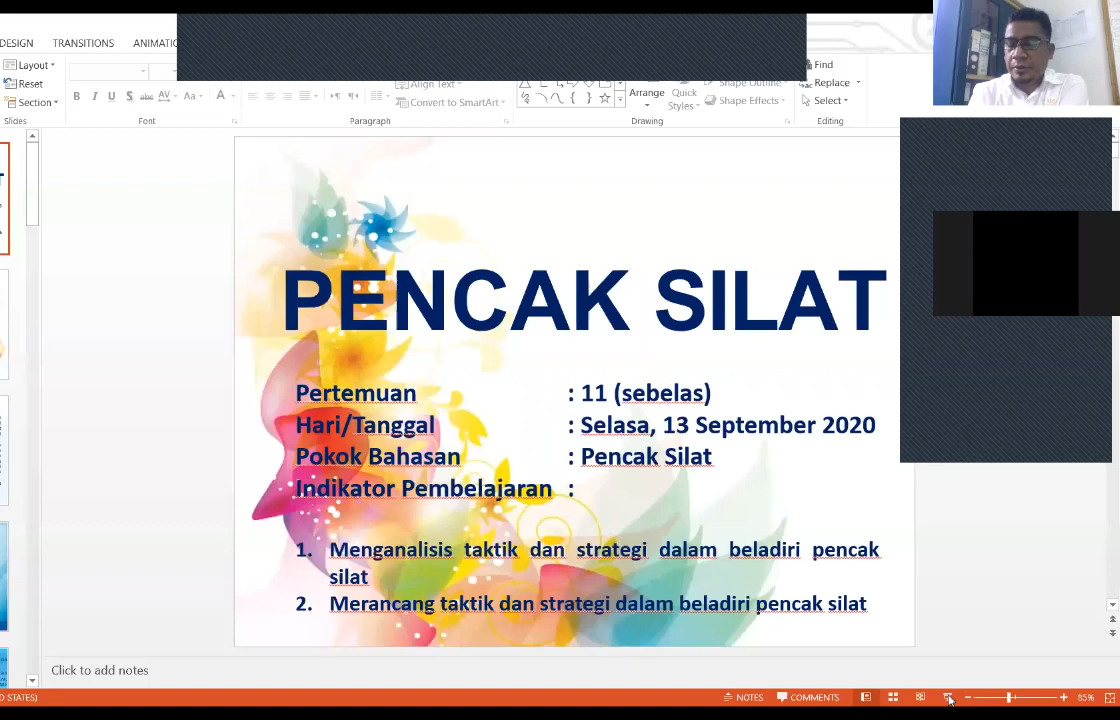 DESIGN TRANSITIONS
Layout Find
Reset Align Text Shape Outline Replace
Section B I U S abc AV Aa A Convert to SmartArt Arrange Quick Styles Shape Effects Select
Slides Font Paragraph Drawing Editing
PENCAK SILAT
Pertemuan : 11 (sebelas)
Hari/Tanggal : Selasa, 13 September 2020
Pokok Bahasan : Pencak Silat
Indikator Pembelajaran :
1. Menganalisis taktik dan strategi dalam beladiri pencak
silat
2. Merancang taktik dan strategi dalam beladiri pencak silat
Click to add notes
STATES) NOTES COMMENTS 85%